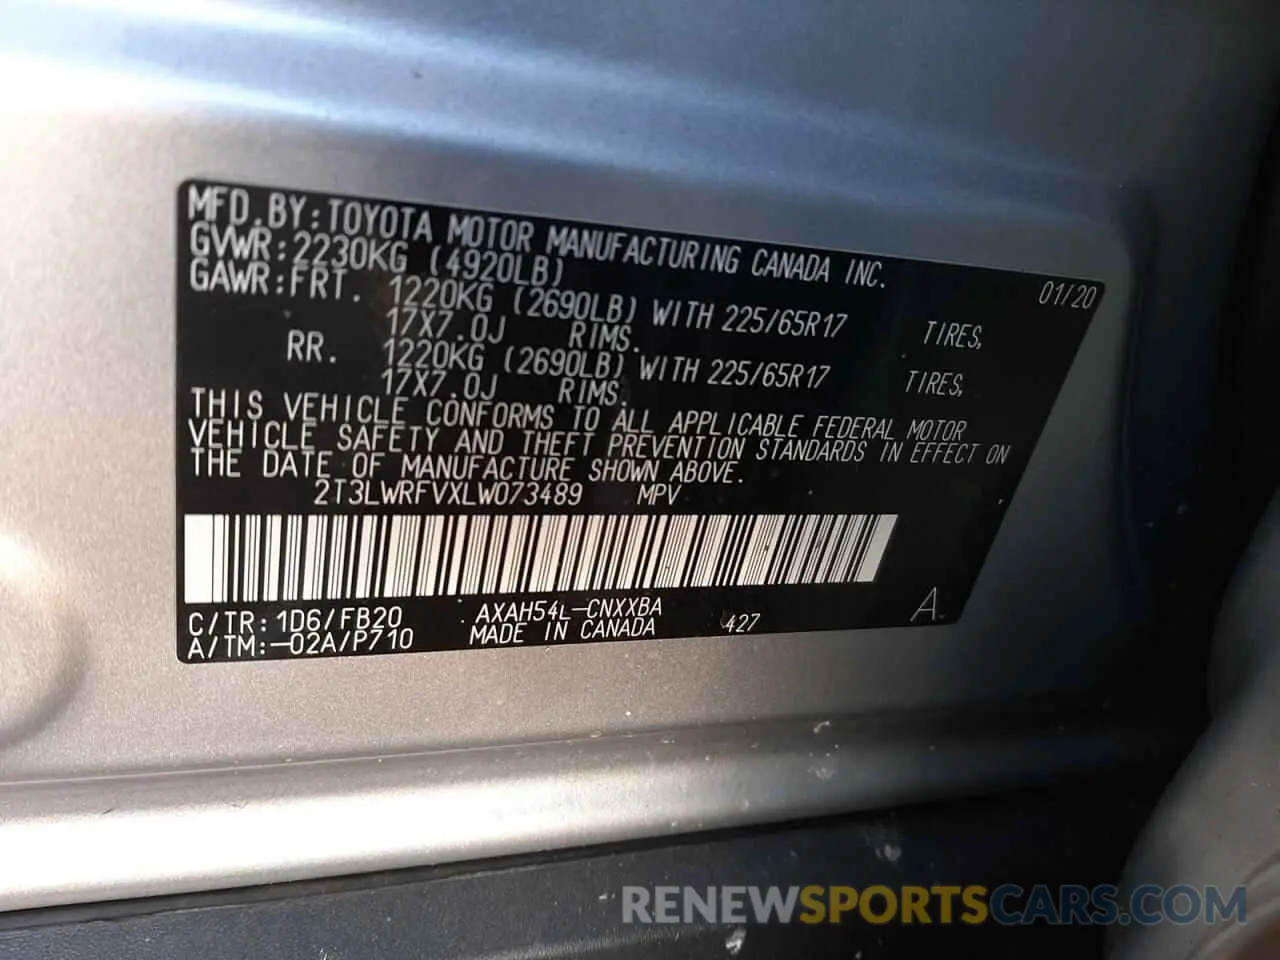 MFD.BY:TOYOTA MOTOR MANUFACTURING CANADA INC.
GVWR:2230KG (4920LB) 01/20
GAWR:FRT. 1220KG (2690LB) WITH 225/65R17 TIRES,
17X7.0J RIMS.
RR. 1220KG (2690LB) WITH 225/65R17 TIRES,
17X7.0J RIMS.
THIS VEHICLE CONFORMS TO ALL APPLICABLE FEDERAL MOTOR
VEHICLE SAFETY AND THEFT PREVENTION STANDARDS IN EFFECT ON
THE DATE OF MANUFACTURE SHOWN ABOVE.
2T3LWRFVXLW073489 MPV
C/TR:1D6/FB20 AXAH54L-CNXXBA
A/TM:-02A/P710 MADE IN CANADA 427 A
RENEWSPORTSCARS.COM